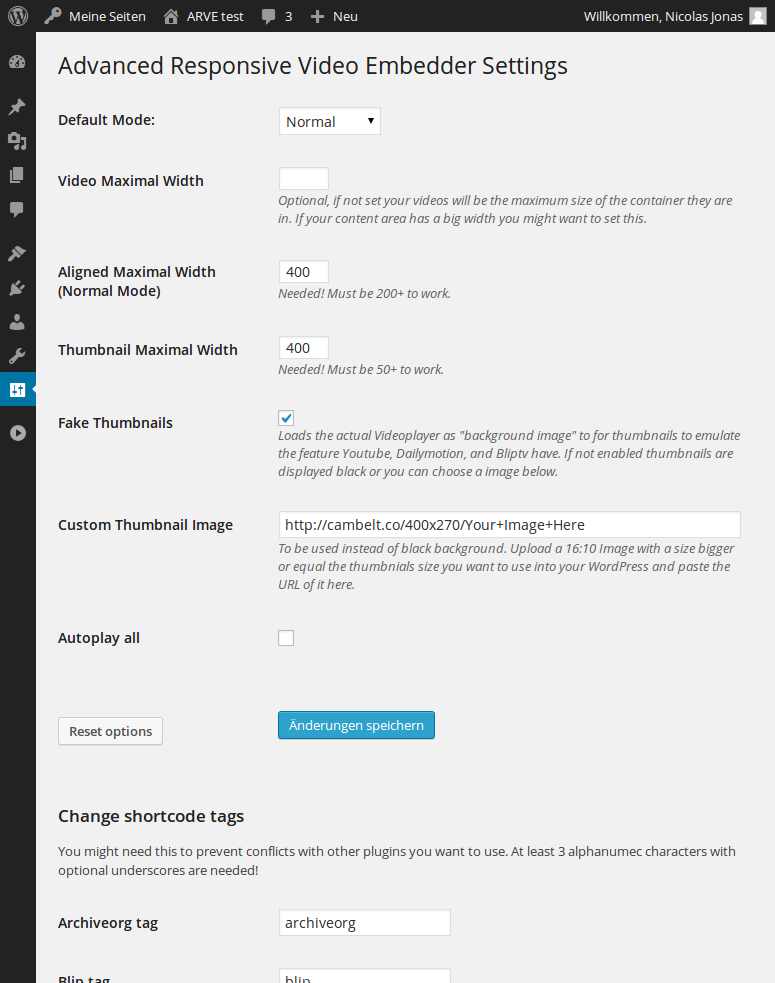 Meine Seiten ARVE test 3 Neu Willkommen, Nicolas Jonas
Advanced Responsive Video Embedder Settings
Default Mode: Normal
Video Maximal Width
Optional, if not set your videos will be the maximum size of the container they are
in. If your content area has a big width you might want to set this.
Aligned Maximal Width
(Normal Mode)
400
Needed! Must be 200+ to work.
Thumbnail Maximal Width 400
Needed! Must be 50+ to work.
Fake Thumbnails
Loads the actual Videoplayer as "background image" to for thumbnails to emulate
the feature Youtube, Dailymotion, and Bliptv have. If not enabled thumbnails are
displayed black or you can choose a image below.
Custom Thumbnail Image http://cambelt.co/400x270/Your+Image+Here
To be used instead of black background. Upload a 16:10 Image with a size bigger
or equal the thumbnials size you want to use into your WordPress and paste the
URL of it here.
Autoplay all
Reset options Änderungen speichern
Change shortcode tags
You might need this to prevent conflicts with other plugins you want to use. At least 3 alphanumec characters with
optional underscores are needed!
Archiveorg tag archiveorg
Blip tag blip